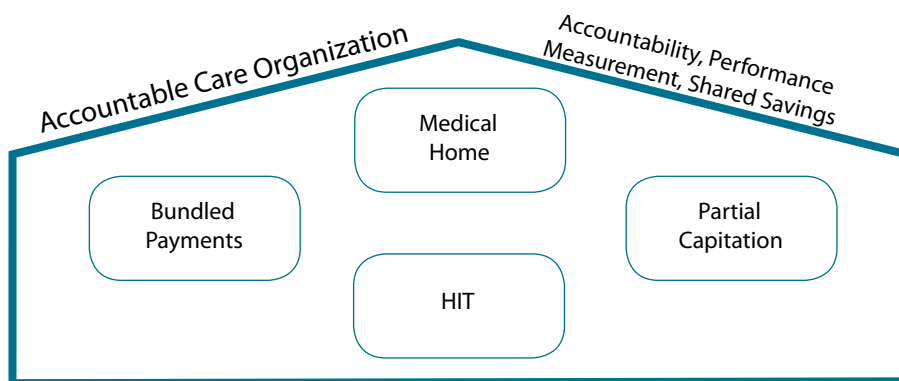 Accountable Care Organization
Accountability, Performance
Measurement, Shared Savings
Medical
Home
Bundled
Payments
Partial
Capitation
HIT